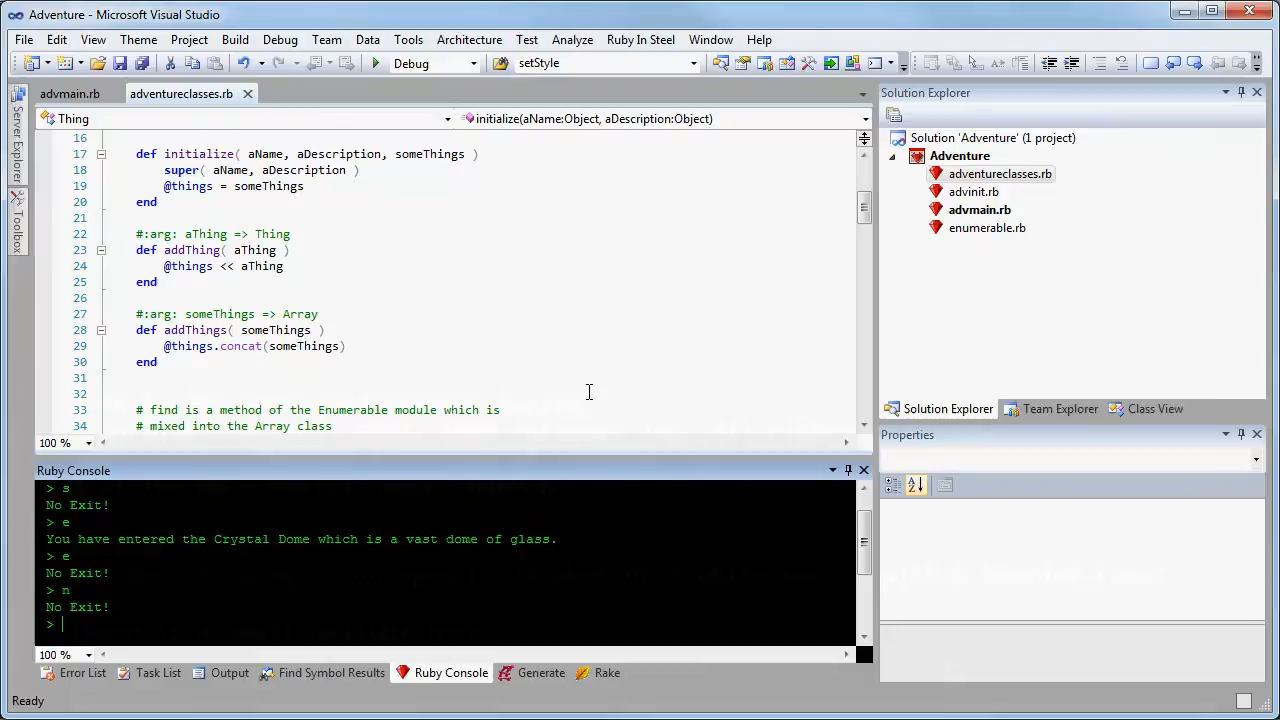 Adventure - Microsoft Visual Studio
File Edit View Theme Project Build Debug Team Data Tools Architecture Test Analyze Ruby In Steel Window Help
Debug setStyle
Server Explorer
Toolbox
advmain.rb adventureclasses.rb
Thing initialize(aName:Object, aDescription:Object)
16
17 def initialize( aName, aDescription, someThings )
18 super( aName, aDescription )
19 @things = someThings
20 end
21
22 #:arg: aThing => Thing
23 def addThing( aThing )
24 @things << aThing
25 end
26
27 #:arg: someThings => Array
28 def addThings( someThings )
29 @things.concat(someThings)
30 end
31
32
33 # find is a method of the Enumerable module which is
34 # mixed into the Array class
100 %
Ruby Console
> s
No Exit!
> e
You have entered the Crystal Dome which is a vast dome of glass.
> e
No Exit!
> n
No Exit!
>
100 %
Error List Task List Output Find Symbol Results Ruby Console Generate Rake
Ready
Solution Explorer
Solution 'Adventure' (1 project)
Adventure
adventureclasses.rb
advinit.rb
advmain.rb
enumerable.rb
Solution Explorer Team Explorer Class View
Properties